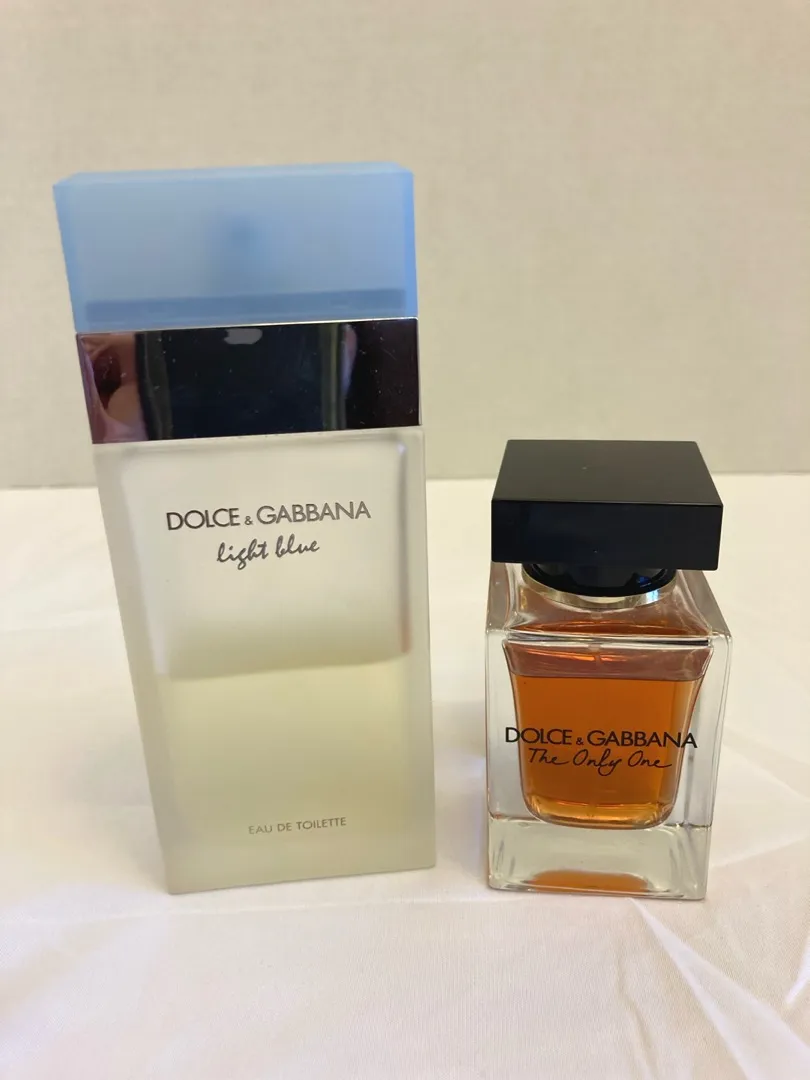 DOLCE & GABBANA
light blue
EAU DE TOILETTE
DOLCE & GABBANA
The Only One